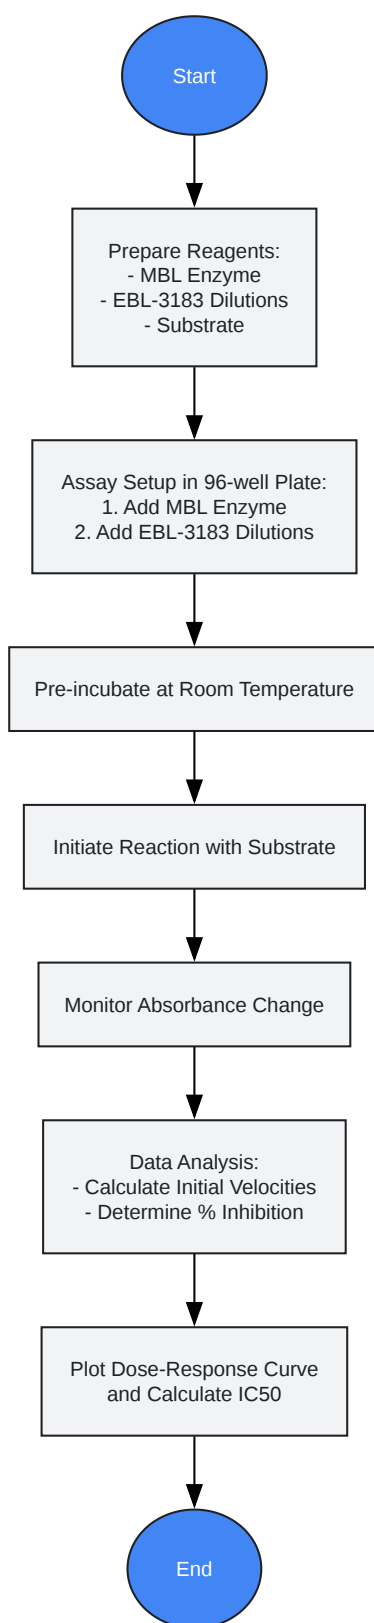 Start
Prepare Reagents:
- MBL Enzyme
- EBL-3183 Dilutions
- Substrate
Assay Setup in 96-well Plate:
1. Add MBL Enzyme
2. Add EBL-3183 Dilutions
Pre-incubate at Room Temperature
Initiate Reaction with Substrate
Monitor Absorbance Change
Data Analysis:
- Calculate Initial Velocities
- Determine % Inhibition
Plot Dose-Response Curve
and Calculate IC50
End